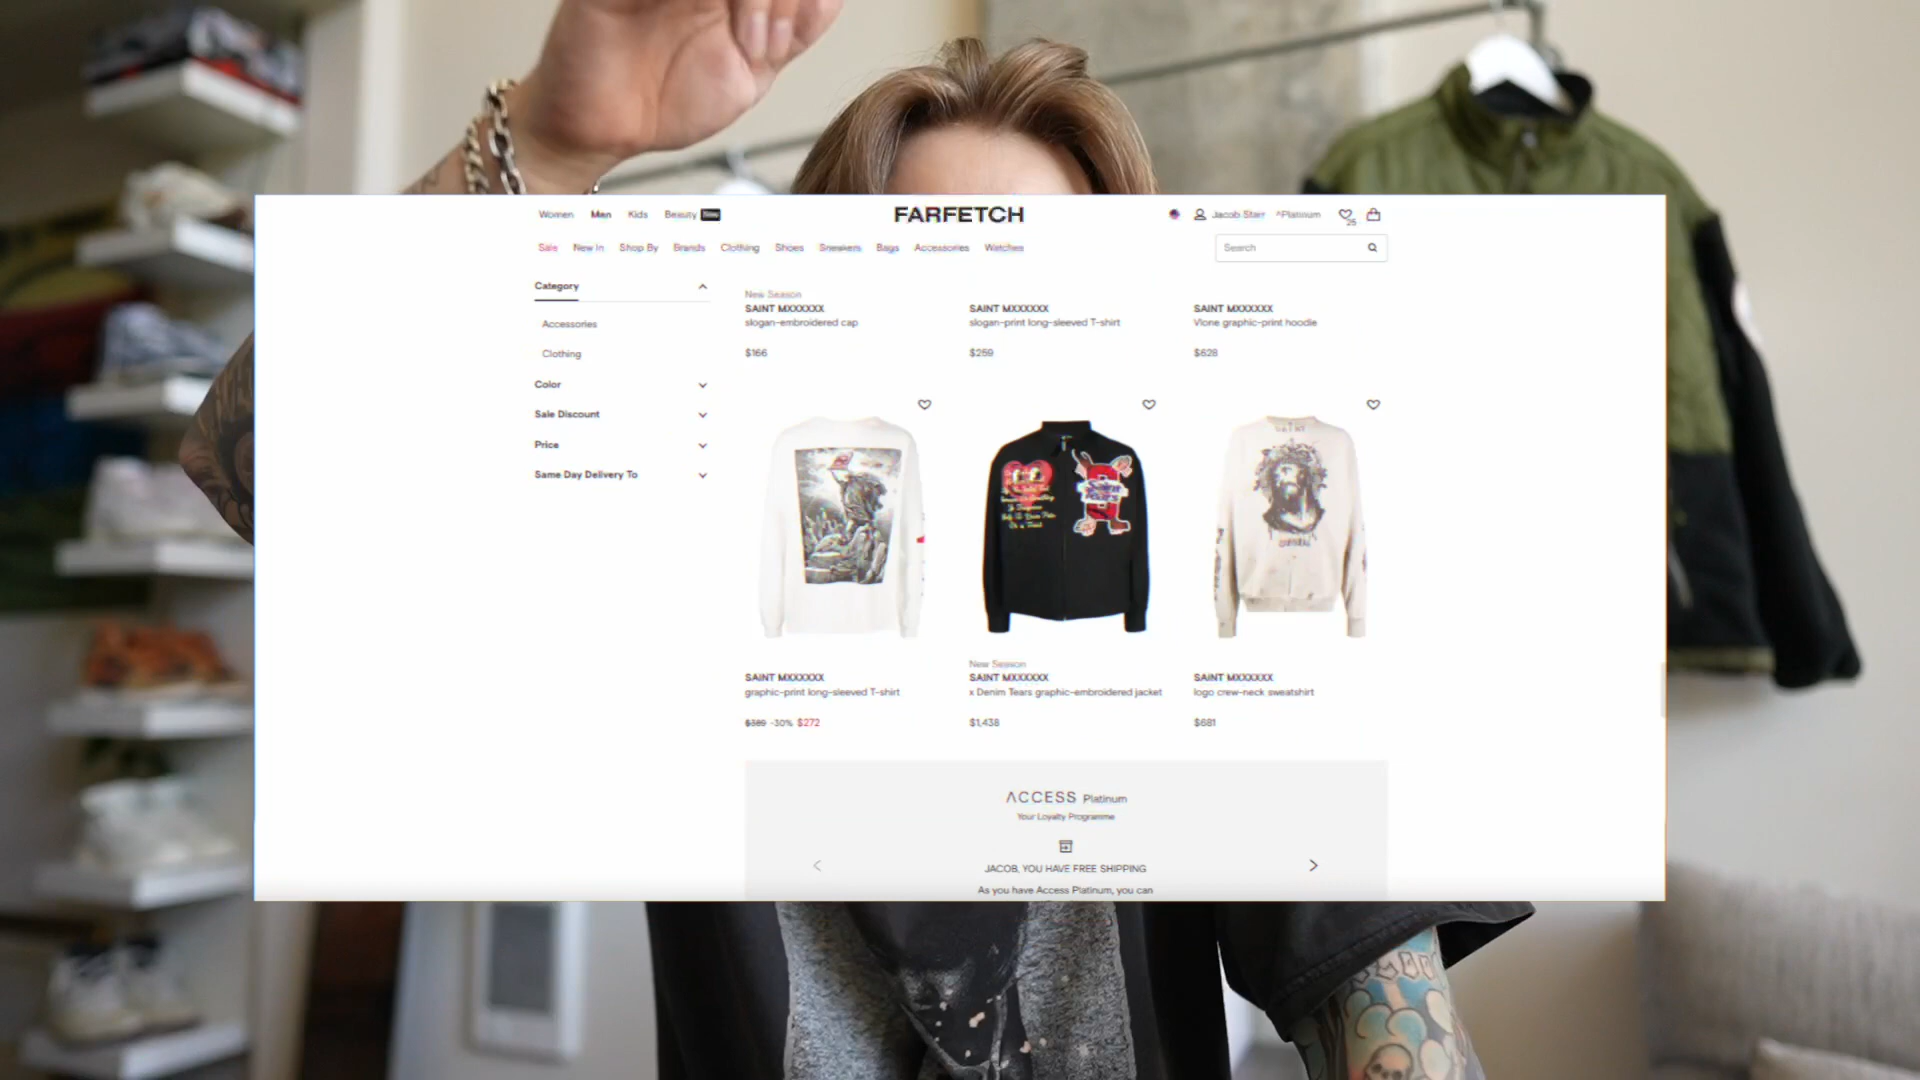 Women Men Kids Beauty New
FARFETCH
Jacob Starr ^Platinum
25
Sale New In Shop By Brands Clothing Shoes Sneakers Bags Accessories Watches
Search
Category
Accessories
Clothing
Color
Sale Discount
Price
Same Day Delivery To
New Season
SAINT MXXXXXX
slogan-embroidered cap
$166
SAINT MXXXXXX
slogan-print long-sleeved T-shirt
$259
SAINT MXXXXXX
Vlone graphic-print hoodie
$628
Saint
Tears
SAINT
SAINT MXXXXXX
graphic-print long-sleeved T-shirt
$389 -30% $272
New Season
SAINT MXXXXXX
x Denim Tears graphic-embroidered jacket
$1,438
SAINT MXXXXXX
logo crew-neck sweatshirt
$681
ACCESS Platinum
Your Loyalty Programme
JACOB, YOU HAVE FREE SHIPPING
As you have Access Platinum, you can